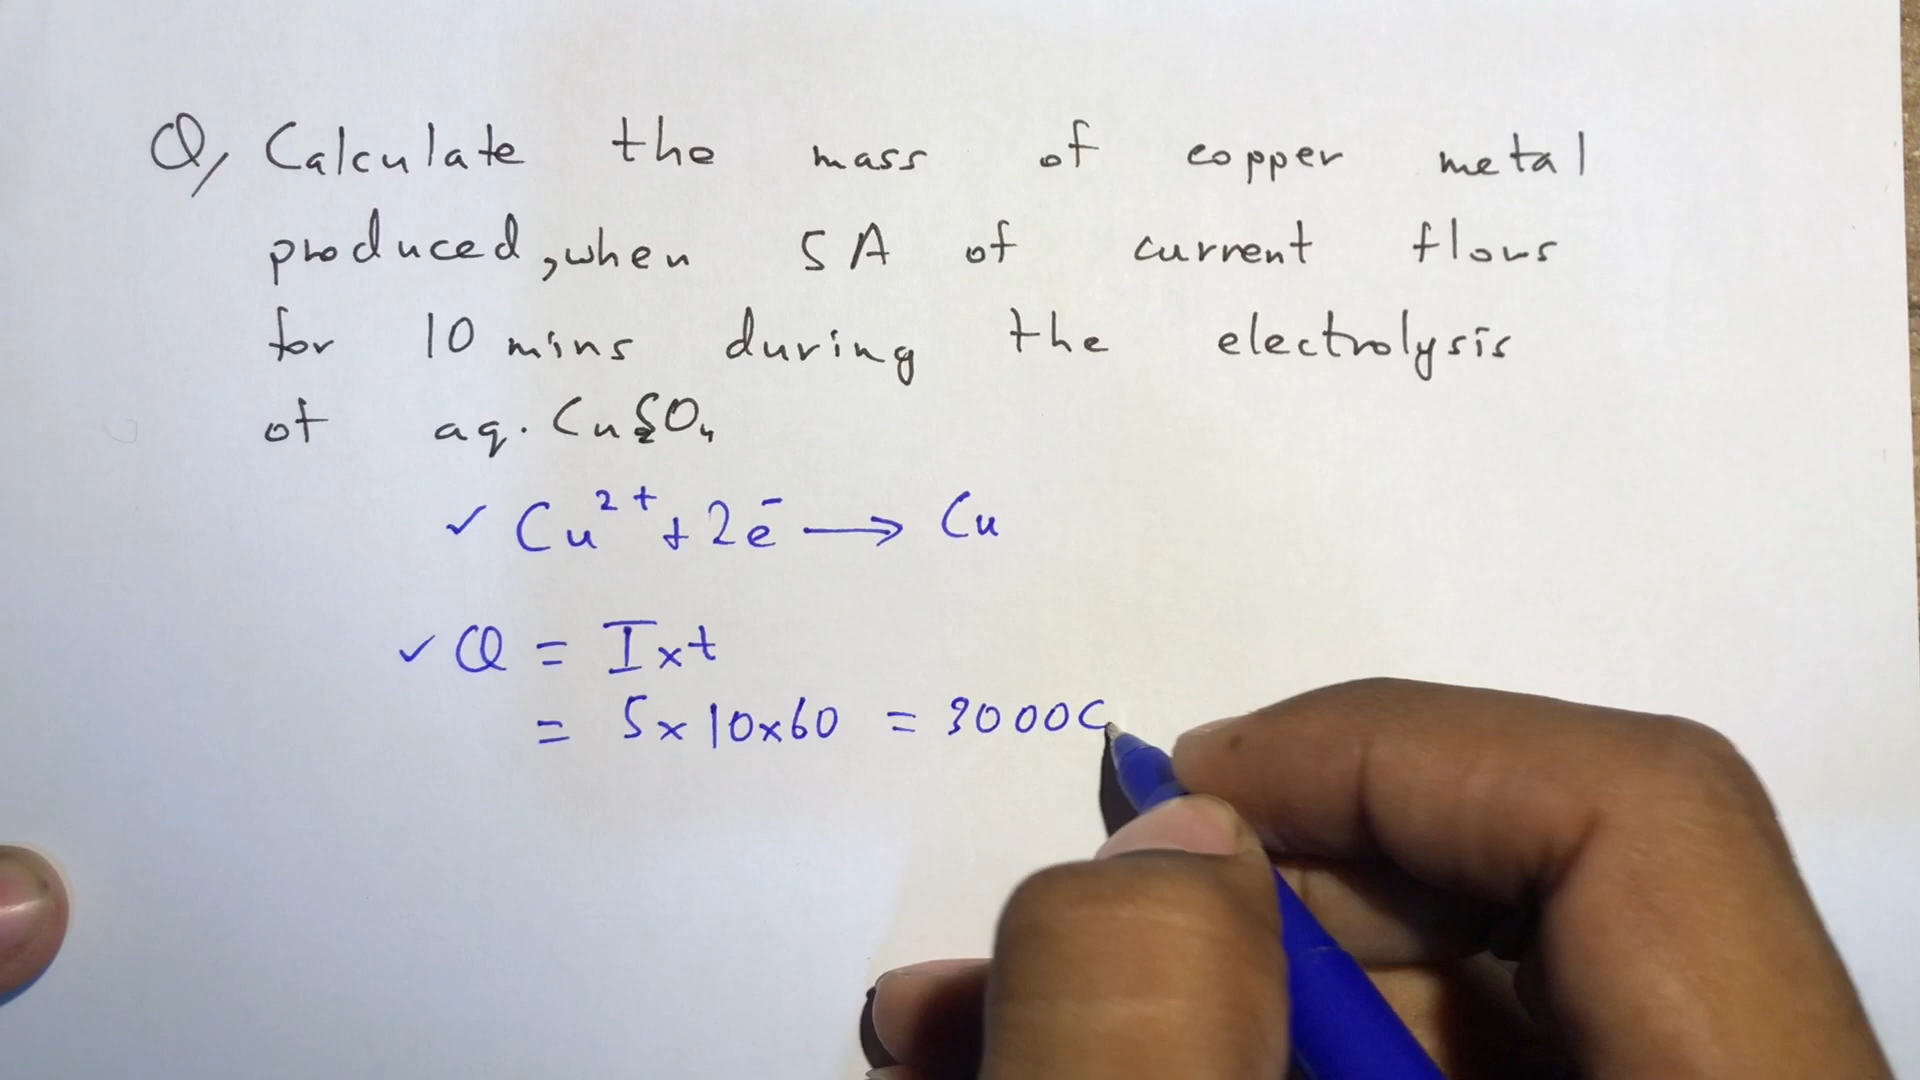 Q, Calculate the mass of copper metal
produced, when 5A of current flows
for 10 mins during the electrolysis
of aq. CuSO₄
✓ Cu²⁺ + 2e⁻ → Cu
✓ Q = I×t
= 5×10×60 = 3000C